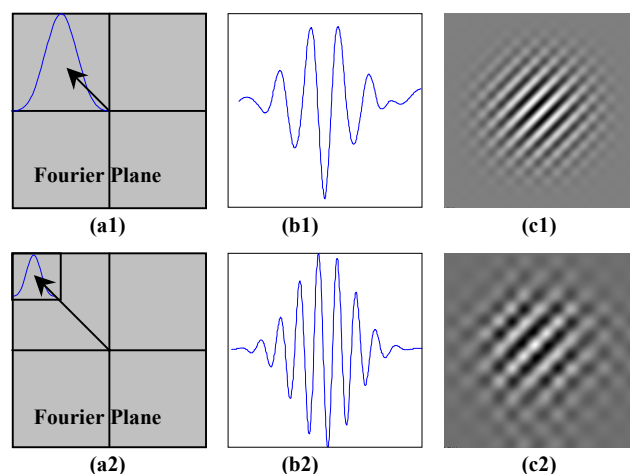 Fourier Plane
(a1)
(b1)
(c1)
Fourier Plane
(a2)
(b2)
(c2)